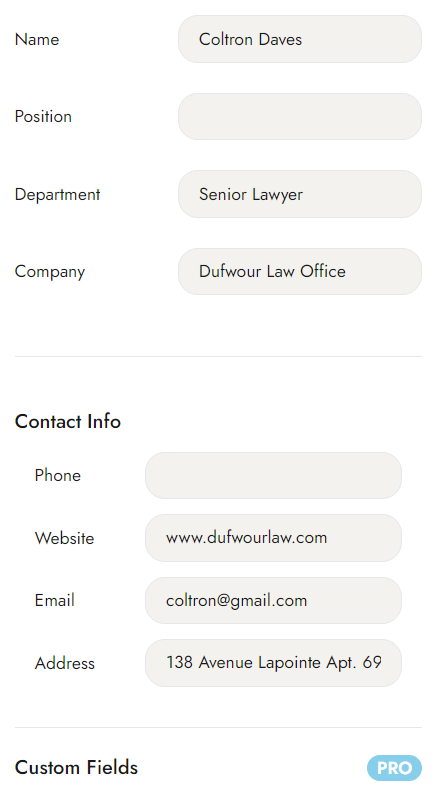 Name Coltron Daves
Position
Department Senior Lawyer
Company Dufwour Law Office
Contact Info
Phone
Website www.dufwourlaw.com
Email coltron@gmail.com
Address 138 Avenue Lapointe Apt. 69
Custom Fields PRO